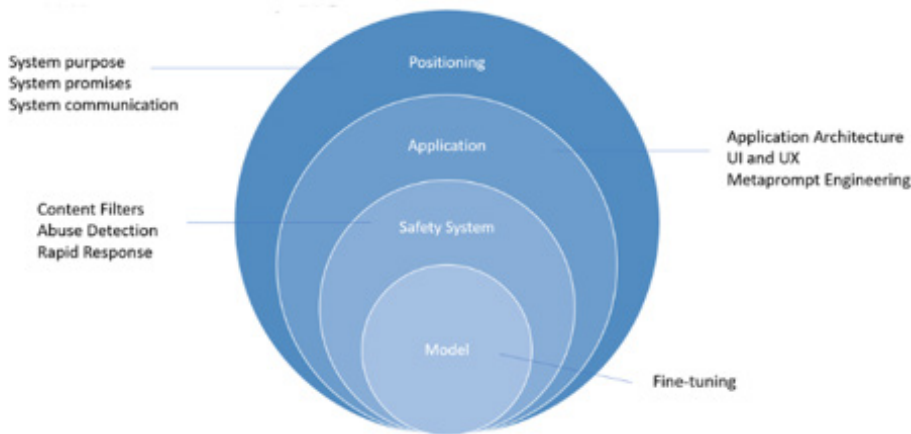 System purpose
System promises
System communication
Positioning
Application
Application Architecture
UI and UX
Metaprompt Engineering
Content Filters
Abuse Detection
Rapid Response
Safety System
Model
Fine-tuning